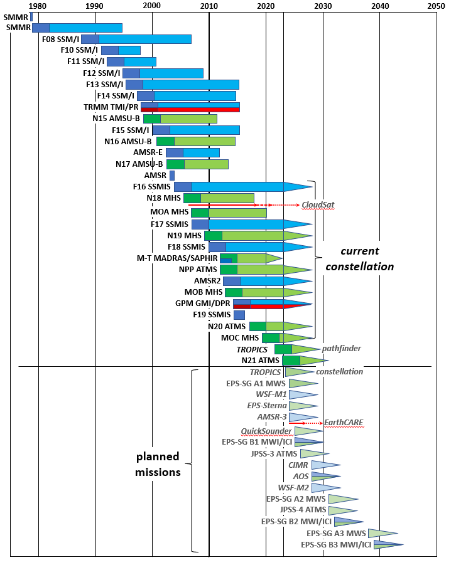 1980 1990 2000 2010 2020 2030 2040 2050
SMMR
SMMR
F08 SSM/I
F10 SSM/I
F11 SSM/I
F12 SSM/I
F13 SSM/I
F14 SSM/I
TRMM TMI/PR
N15 AMSU-B
F15 SSM/I
N16 AMSU-B
AMSR-E
N17 AMSU-B
AMSR
F16 SSMIS
N18 MHS
CloudSat
MOA MHS
F17 SSMIS
N19 MHS
F18 SSMIS
current
constellation
M-T MADRAS/SAPHIR
NPP ATMS
AMSR2
MOB MHS
GPM GMI/DPR
F19 SSMIS
N20 ATMS
MOC MHS
TROPICS pathfinder
N21 ATMS
TROPICS constellation
EPS-SG A1 MWS
WSF-M1
EPS-Sterna
AMSR-3
EarthCARE
QuickSounder
EPS-SG B1 MWI/ICI
planned
missions
JPSS-3 ATMS
CIMR
AOS
WSF-M2
EPS-SG A2 MWS
JPSS-4 ATMS
EPS-SG B2 MWI/ICI
EPS-SG A3 MWS
EPS-SG B3 MWI/ICI